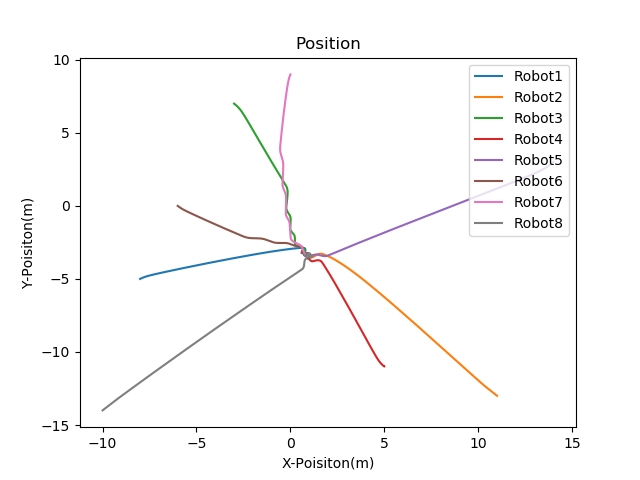 Position
10
5
0
−5
−10
−15
Y-Poisiton(m)
−10
−5
0
5
10
15
X-Poisiton(m)
Robot1
Robot2
Robot3
Robot4
Robot5
Robot6
Robot7
Robot8